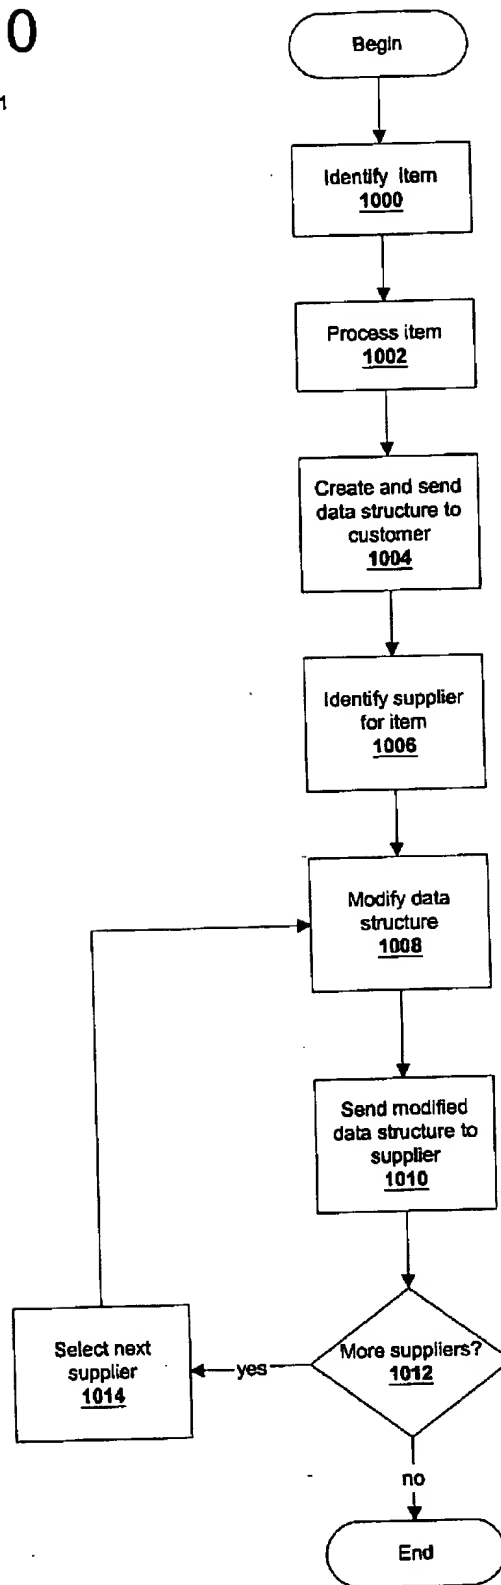 0
1
Begin
Identify item
1000
Process item
1002
Create and send
data structure to
customer
1004
Identify supplier
for item
1006
Modify data
structure
1008
Send modified
data structure to
supplier
1010
More suppliers?
1012
yes
Select next
supplier
1014
no
End